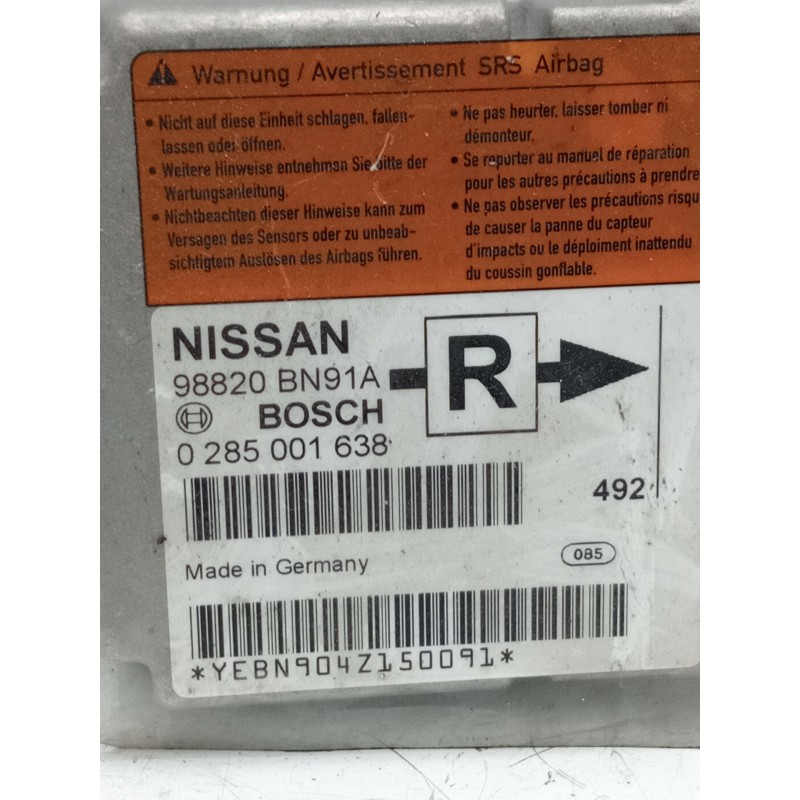 Warnung / Avertissement SRS Airbag
• Nicht auf diese Einheit schlagen, fallen-
lassen oder öffnen.
• Weitere Hinweise entnehmen Sie bitte der
Wartungsanleitung.
• Nichtbeachten dieser Hinweise kann zum
Versagen des Sensors oder zu unbeab-
sichtigtem Auslösen des Airbags führen.
• Ne pas heurter, laisser tomber ni
démonteur.
• Se reporter au manuel de réparation
pour les autres précautions à prendre
• Ne pas observer les précautions risqu
de causer la panne du capteur
d'impacts ou le déploiment inattendu
du coussin gonflable.
NISSAN
98820 BN91A
BOSCH
0 285 001 638
R
492
Made in Germany
085
*YEBN904Z150091*